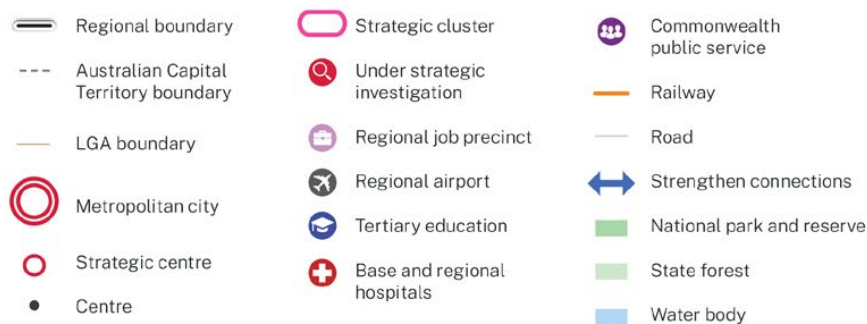 Regional boundary
Australian Capital
Territory boundary
LGA boundary
Metropolitan city
Strategic centre
Centre
Strategic cluster
Under strategic
investigation
Regional job precinct
Regional airport
Tertiary education
Base and regional
hospitals
Commonwealth
public service
Railway
Road
Strengthen connections
National park and reserve
State forest
Water body